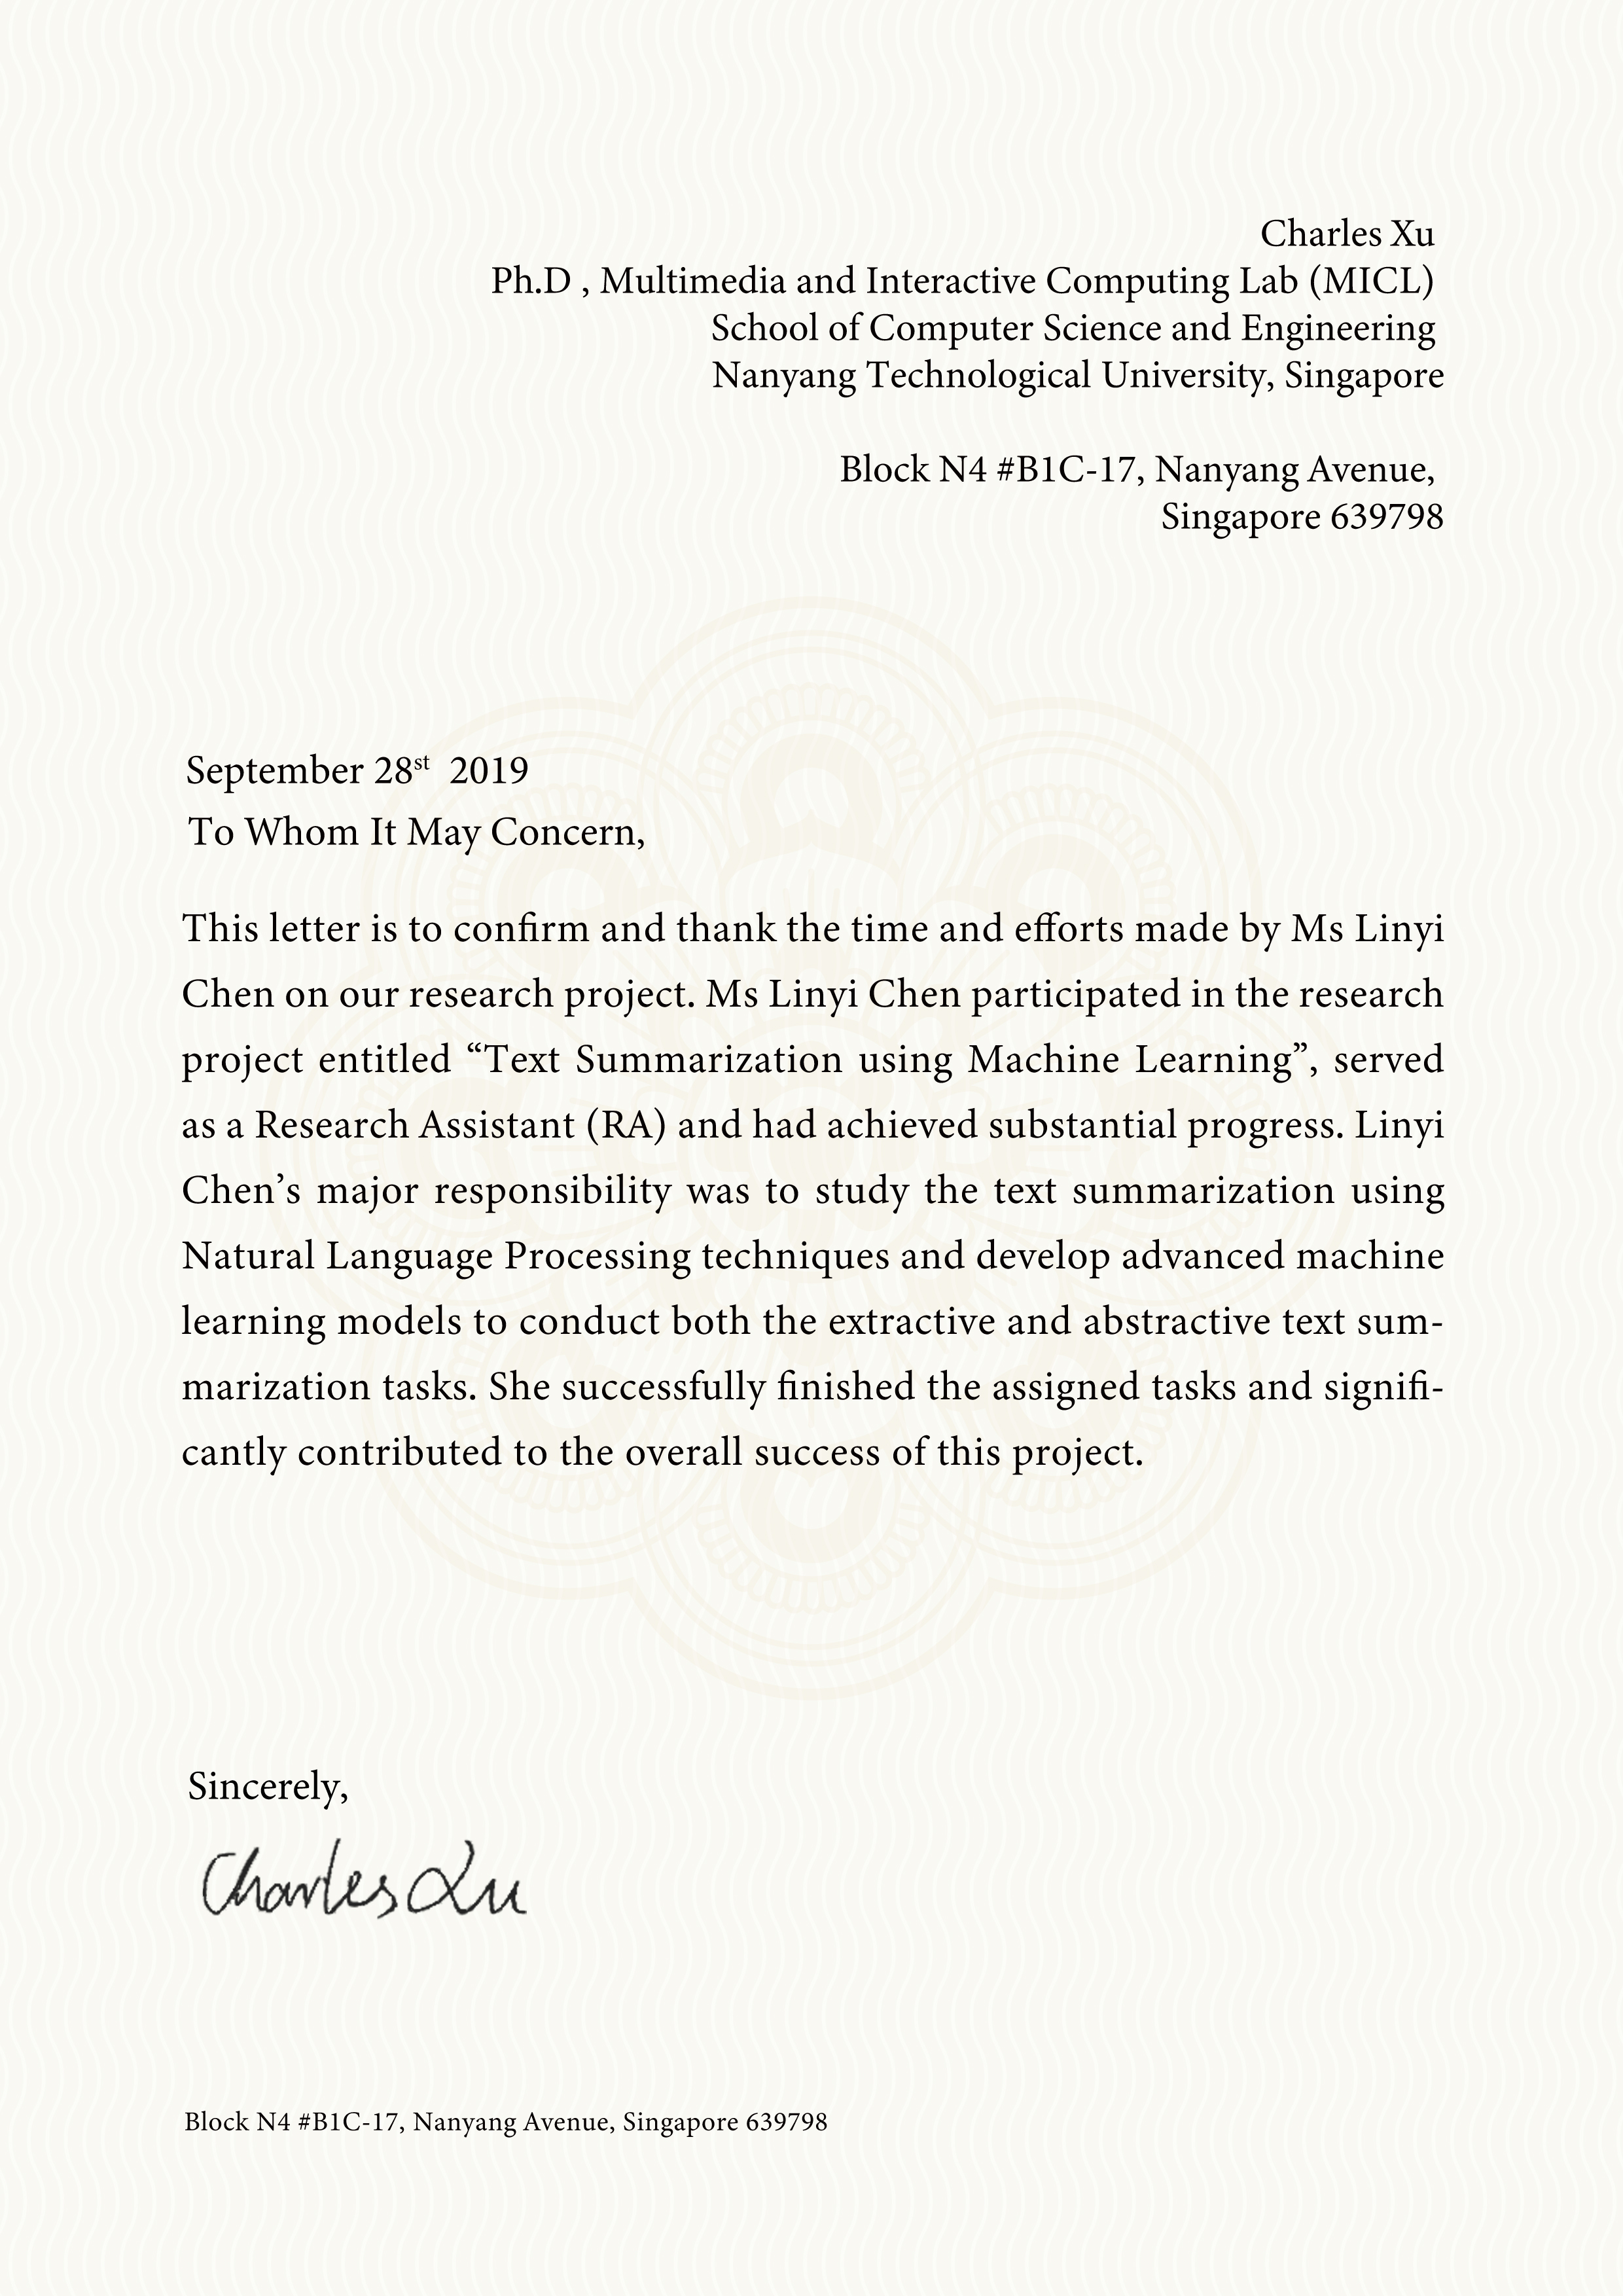 Charles Xu
Ph.D , Multimedia and Interactive Computing Lab (MICL)
School of Computer Science and Engineering
Nanyang Technological University, Singapore
Block N4 #B1C-17, Nanyang Avenue,
Singapore 639798
September 28st 2019
To Whom It May Concern,
This letter is to confirm and thank the time and efforts made by Ms Linyi
Chen on our research project. Ms Linyi Chen participated in the research
project entitled “Text Summarization using Machine Learning”, served
as a Research Assistant (RA) and had achieved substantial progress. Linyi
Chen’s major responsibility was to study the text summarization using
Natural Language Processing techniques and develop advanced machine
learning models to conduct both the extractive and abstractive text sum-
marization tasks. She successfully finished the assigned tasks and signifi-
cantly contributed to the overall success of this project.
Sincerely,
Charles Xu
Block N4 #B1C-17, Nanyang Avenue, Singapore 639798